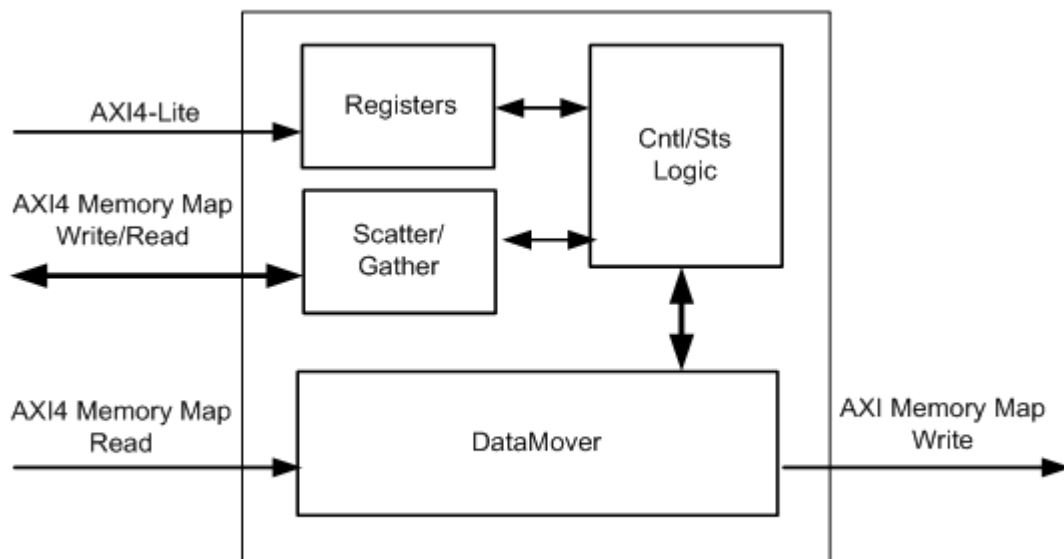 AXI4-Lite
Registers
Cntl/Sts
Logic
AXI4 Memory Map
Write/Read
Scatter/
Gather
AXI4 Memory Map
Read
DataMover
AXI Memory Map
Write